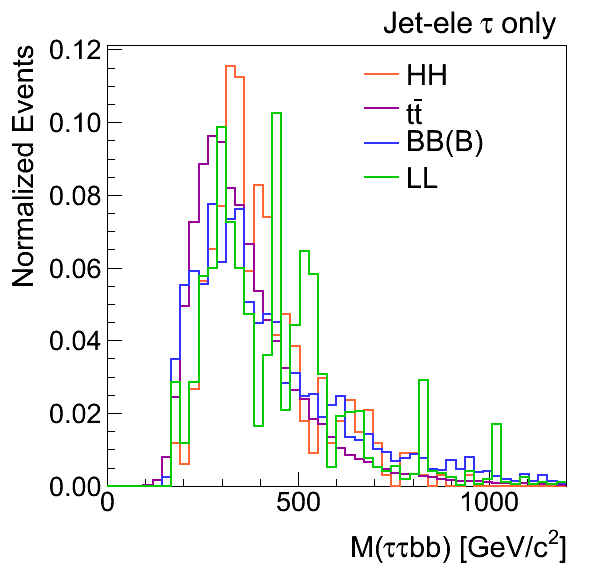 Jet-ele τ only
Normalized Events
0.12
0.10
0.08
0.06
0.04
0.02
0.00
HH
tt̄
BB(B)
LL
0
500
1000
M(ττbb) [GeV/c²]